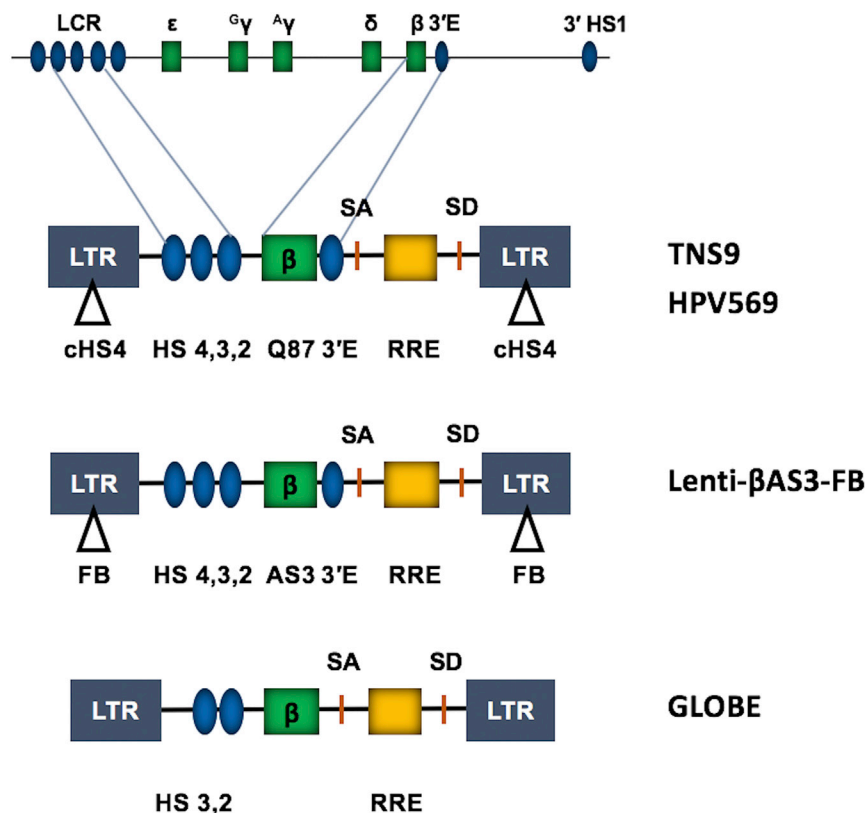 LCR ε Gγ Aγ δ β 3′E 3′ HS1
SA SD
LTR β LTR TNS9
HPV569
cHS4 HS 4,3,2 Q87 3′E RRE cHS4
SA SD
LTR β LTR Lenti-βAS3-FB
FB HS 4,3,2 AS3 3′E RRE FB
SA SD
LTR β LTR GLOBE
HS 3,2 RRE